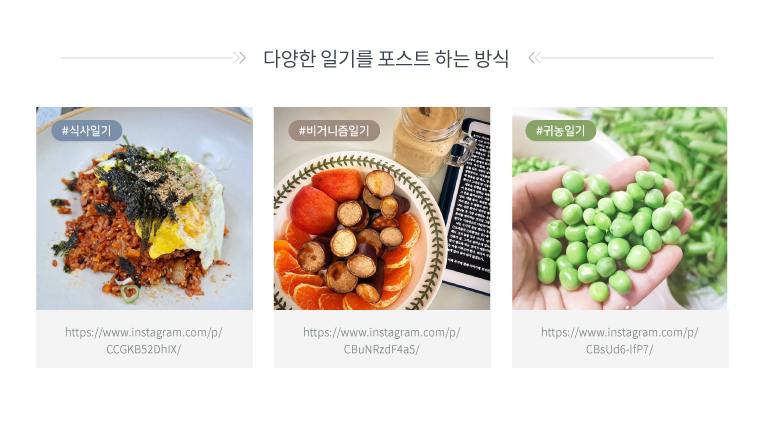 다양한 일기를 포스트 하는 방식
#식사일기
#비거니즘일기
#귀농일기
https://www.instagram.com/p/
CCGKB52DhIX/
https://www.instagram.com/p/
CBuNRzdF4a5/
https://www.instagram.com/p/
CBsUd6-lfP7/